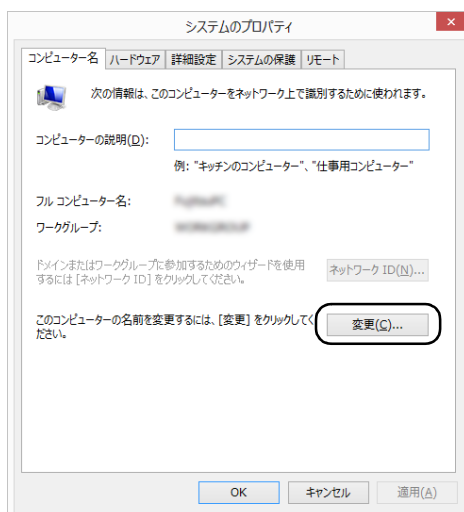 システムのプロパティ
コンピューター名 ハードウェア 詳細設定 システムの保護 リモート
次の情報は、このコンピューターをネットワーク上で識別するために使われます。
コンピューターの説明(D):
例: "キッチンのコンピューター"、"仕事用コンピューター"
フル コンピューター名:
ワークグループ:
ドメインまたはワークグループに参加するためのウィザードを使用
するには [ネットワーク ID] をクリックしてください。
ネットワーク ID(N)...
このコンピューターの名前を変更するには、[変更] をクリックしてく
ださい。
変更(C)...
OK キャンセル 適用(A)